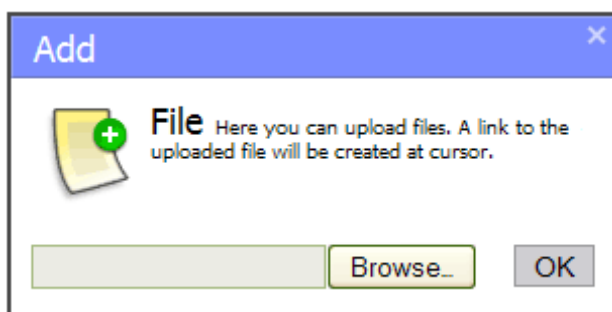 Add
File Here you can upload files. A link to the
uploaded file will be created at cursor.
Browse...
OK